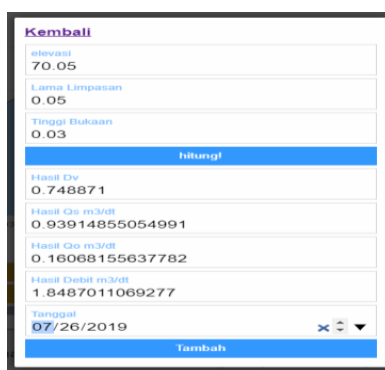 Kembali
elevasi
70.05
Lama Limpasan
0.05
Tinggi Bukaan
0.03
hitung!
Hasil Dv
0.748871
Hasil Qs m3/dt
0.93914855054991
Hasil Qo m3/dt
0.16068155637782
Hasil Debit m3/dt
1.8487011069277
Tanggal
07/26/2019
Tambah